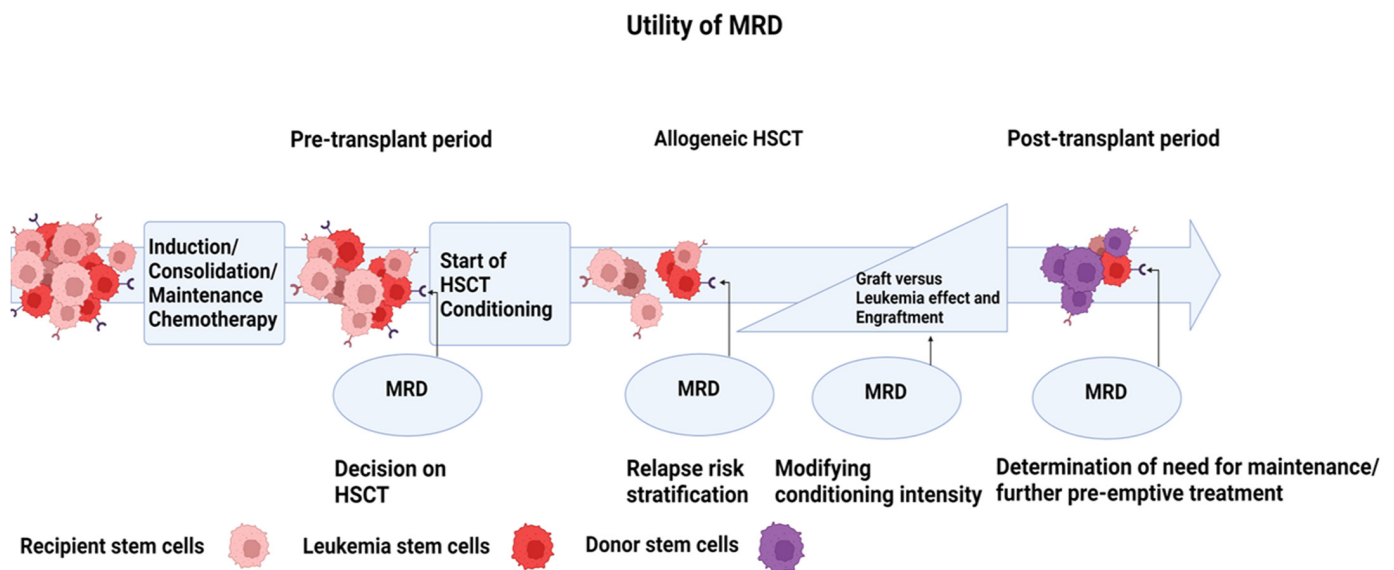 Utility of MRD
Pre-transplant period
Allogeneic HSCT
Post-transplant period
Induction/
Consolidation/
Maintenance
Chemotherapy
Start of
HSCT
Conditioning
Graft versus
Leukemia effect and
Engraftment
MRD
MRD
MRD
MRD
Decision on
HSCT
Relapse risk
stratification
Modifying
conditioning intensity
Determination of need for maintenance/
further pre-emptive treatment
Recipient stem cells
Leukemia stem cells
Donor stem cells